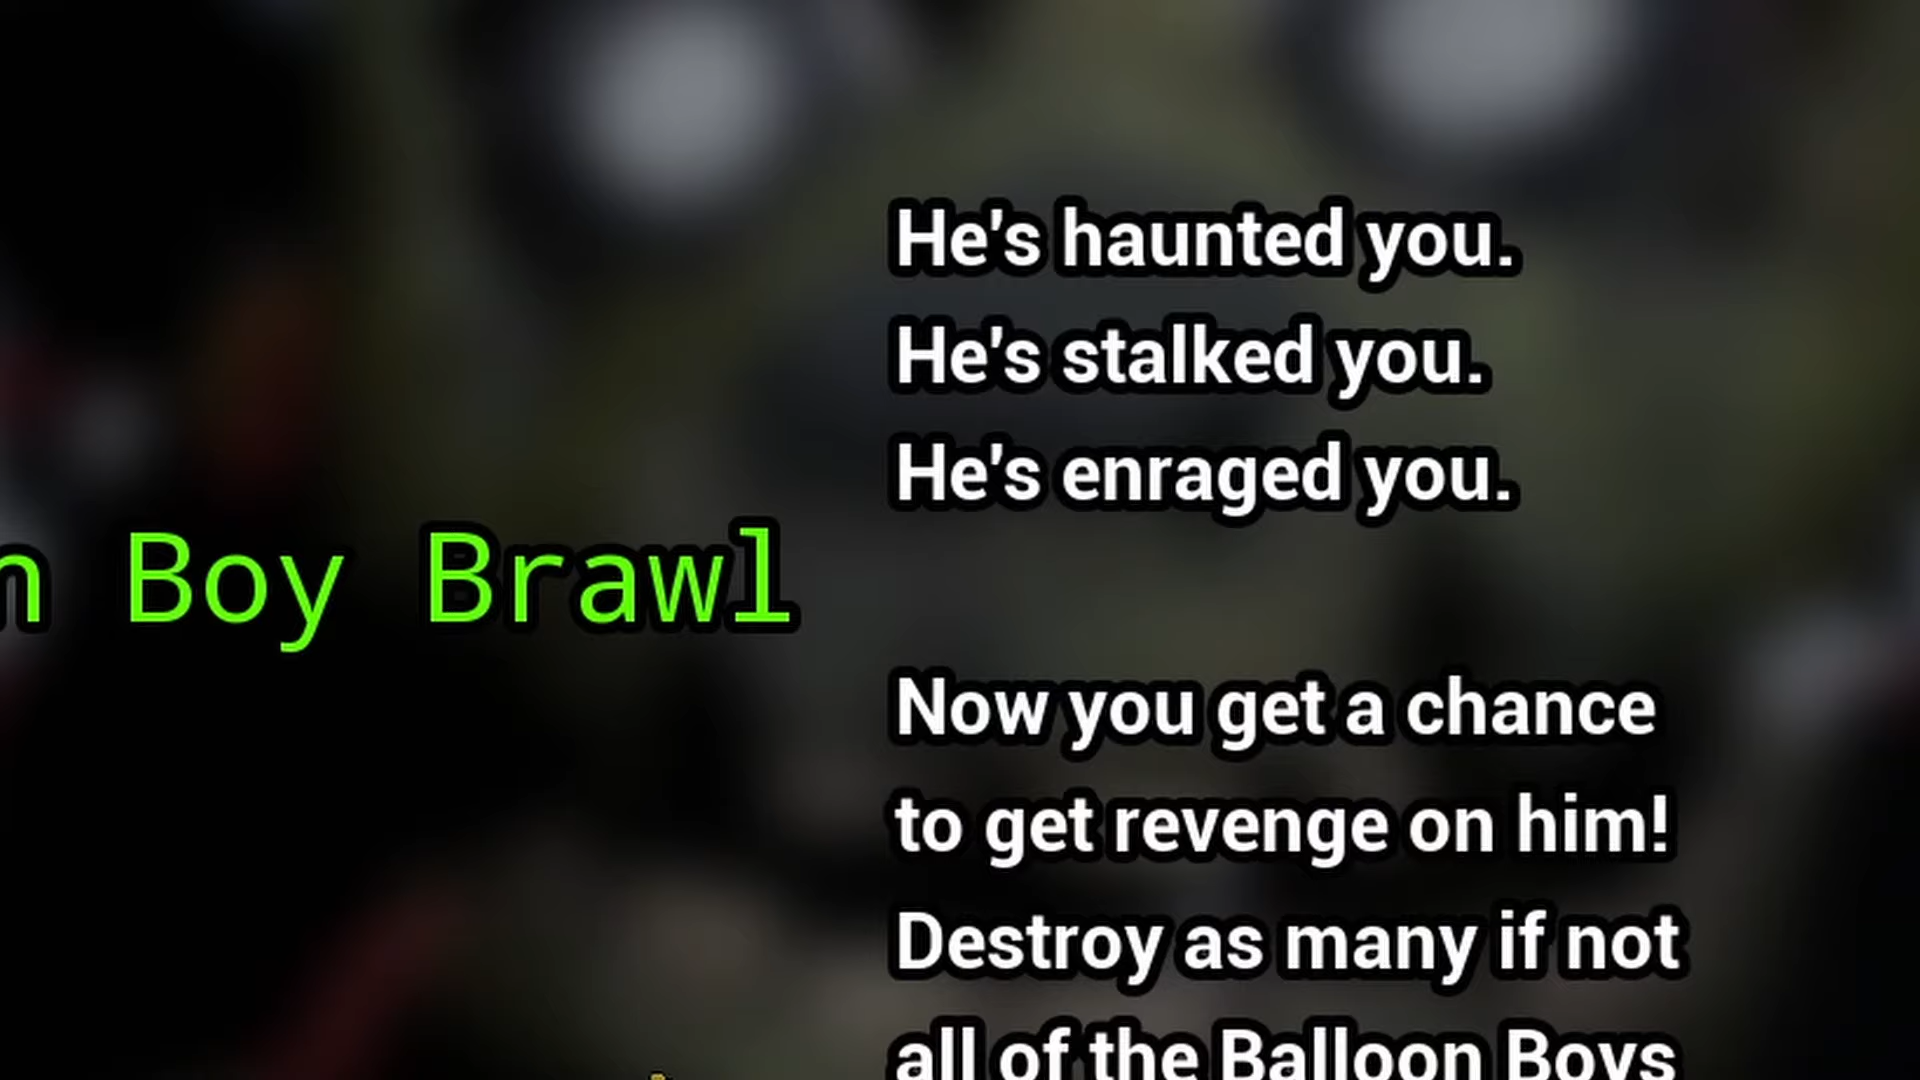 He's haunted you.
He's stalked you.
He's enraged you.
n Boy Brawl
Now you get a chance
to get revenge on him!
Destroy as many if not
all of the Balloon Boys